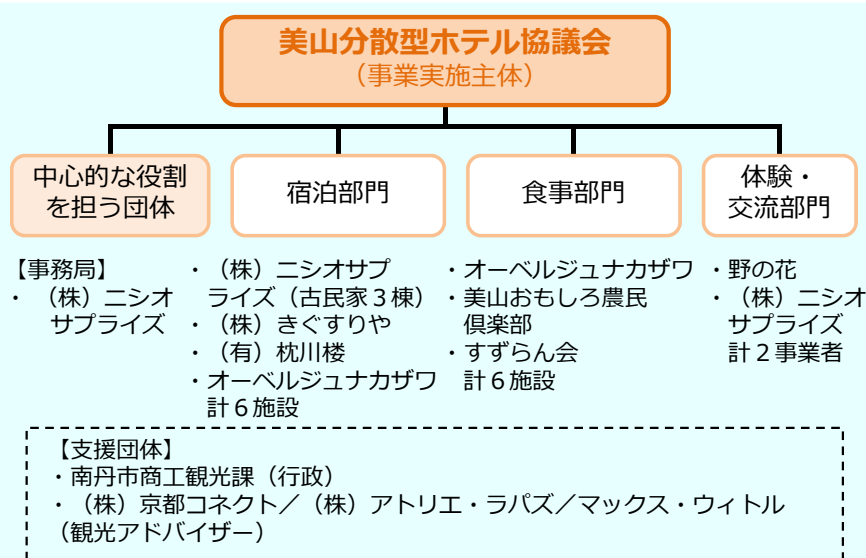 美山分散型ホテル協議会
（事業実施主体）
中心的な役割
を担う団体
宿泊部門
食事部門
体験・
交流部門
【事務局】
・（株）ニシオ
サプライズ
・（株）ニシオサプ
ライズ（古民家３棟）
・（株）きぐすりや
・（有）枕川楼
・オーベルジュナカザワ
計６施設
・オーベルジュナカザワ
・美山おもしろ農民
倶楽部
・すずらん会
計６施設
・野の花
・（株）ニシオ
サプライズ
計２事業者
【支援団体】
・南丹市商工観光課（行政）
・（株）京都コネクト／（株）アトリエ・ラパズ／マックス・ウィトル
（観光アドバイザー）